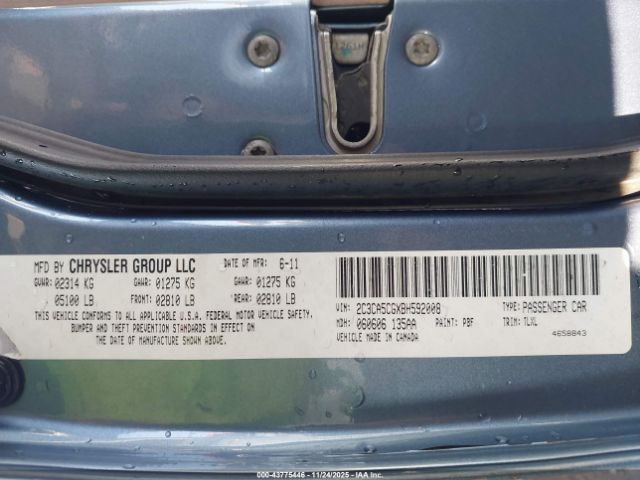 1261H
MFD BY CHRYSLER GROUP LLC DATE OF MFR: 6-11
GVWR: 02314 KG GAWR: 01275 KG GAWR: 01275 KG
05100 LB FRONT: 02810 LB REAR: 02810 LB
THIS VEHICLE CONFORMS TO ALL APPLICABLE U.S. FEDERAL MOTOR VEHICLE SAFETY,
BUMPER AND THEFT PREVENTION STANDARDS IN EFFECT ON
THE DATE OF MANUFACTURE SHOWN ABOVE.
VIN: 2C3CA5CGXBH592008 TYPE: PASSENGER CAR
MDH: 060606 135AA PAINT: PBF TRIM: TLXL
VEHICLE MADE IN CANADA 4658843
000-43775446 - 11/24/2025 - IAA Inc.